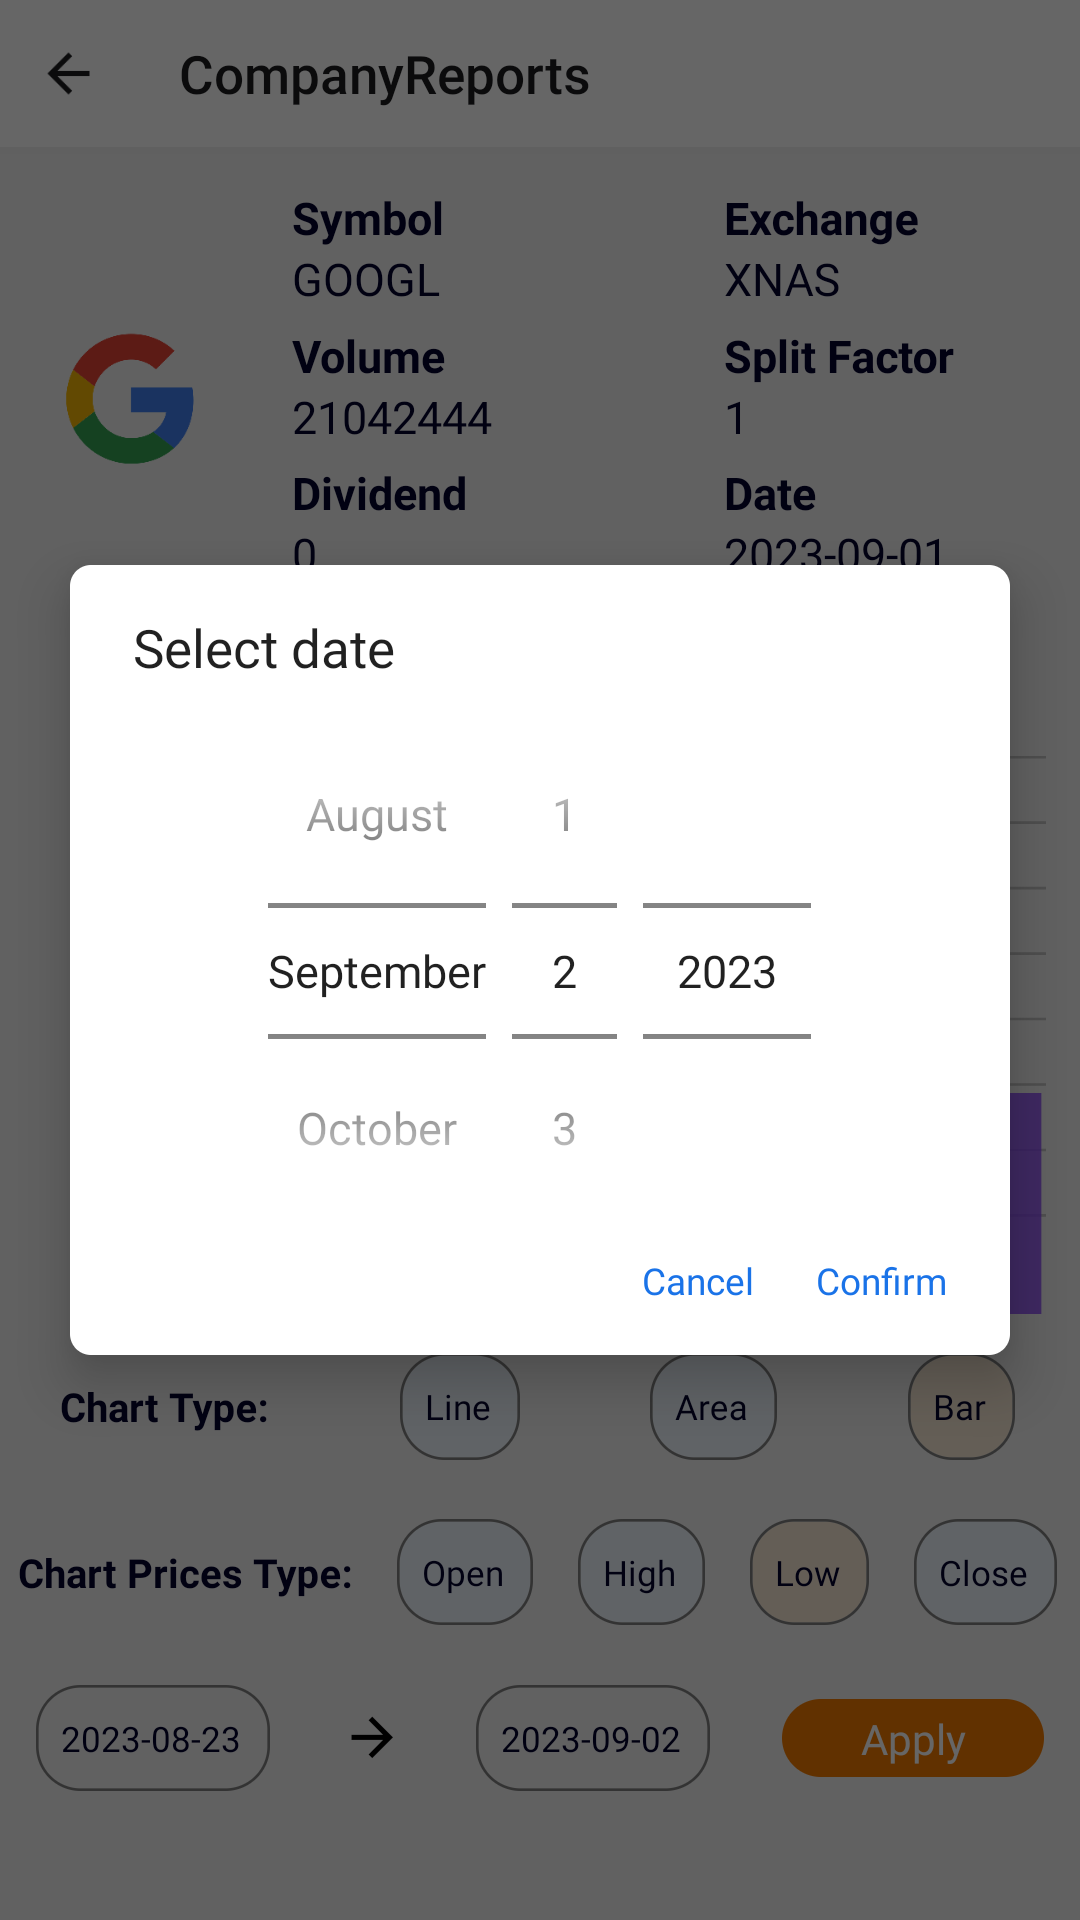 CompanyReports
Symbol Exchange
GOOGL XNAS
Volume Split Factor
21042444 1
Dividend Date
0 2023-09-01
Select date
August 1
September 2 2023
October 3
Cancel Confirm
Chart Type: Line Area Bar
Chart Prices Type: Open High Low Close
2023-08-23 2023-09-02 Apply